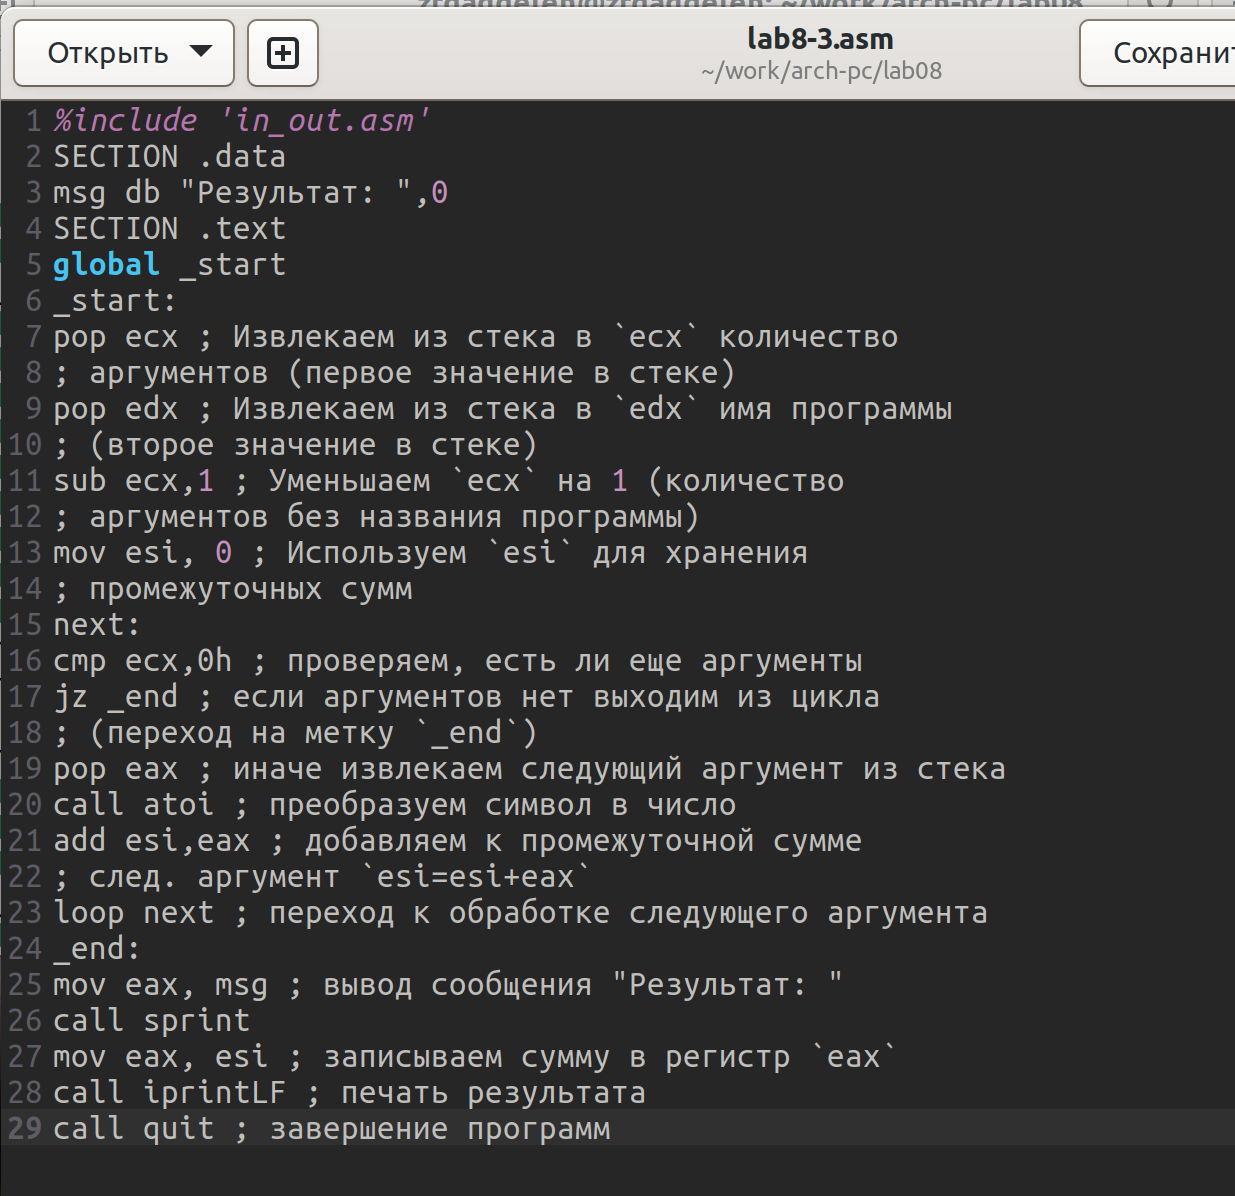 Открыть
lab8-3.asm
~/work/arch-pc/lab08
1 %include 'in_out.asm'
2 SECTION .data
3 msg db "Результат: ",0
4 SECTION .text
5 global _start
6 _start:
7 pop ecx ; Извлекаем из стека в `ecx` количество
8 ; аргументов (первое значение в стеке)
9 pop edx ; Извлекаем из стека в `edx` имя программы
10 ; (второе значение в стеке)
11 sub ecx,1 ; Уменьшаем `ecx` на 1 (количество
12 ; аргументов без названия программы)
13 mov esi, 0 ; Используем `esi` для хранения
14 ; промежуточных сумм
15 next:
16 cmp ecx,0h ; проверяем, есть ли еще аргументы
17 jz _end ; если аргументов нет выходим из цикла
18 ; (переход на метку `_end`)
19 pop eax ; иначе извлекаем следующий аргумент из стека
20 call atoi ; преобразуем символ в число
21 add esi,eax ; добавляем к промежуточной сумме
22 ; след. аргумент `esi=esi+eax`
23 loop next ; переход к обработке следующего аргумента
24 _end:
25 mov eax, msg ; вывод сообщения "Результат: "
26 call sprint
27 mov eax, esi ; записываем сумму в регистр `eax`
28 call iprintLF ; печать результата
29 call quit ; завершение программ